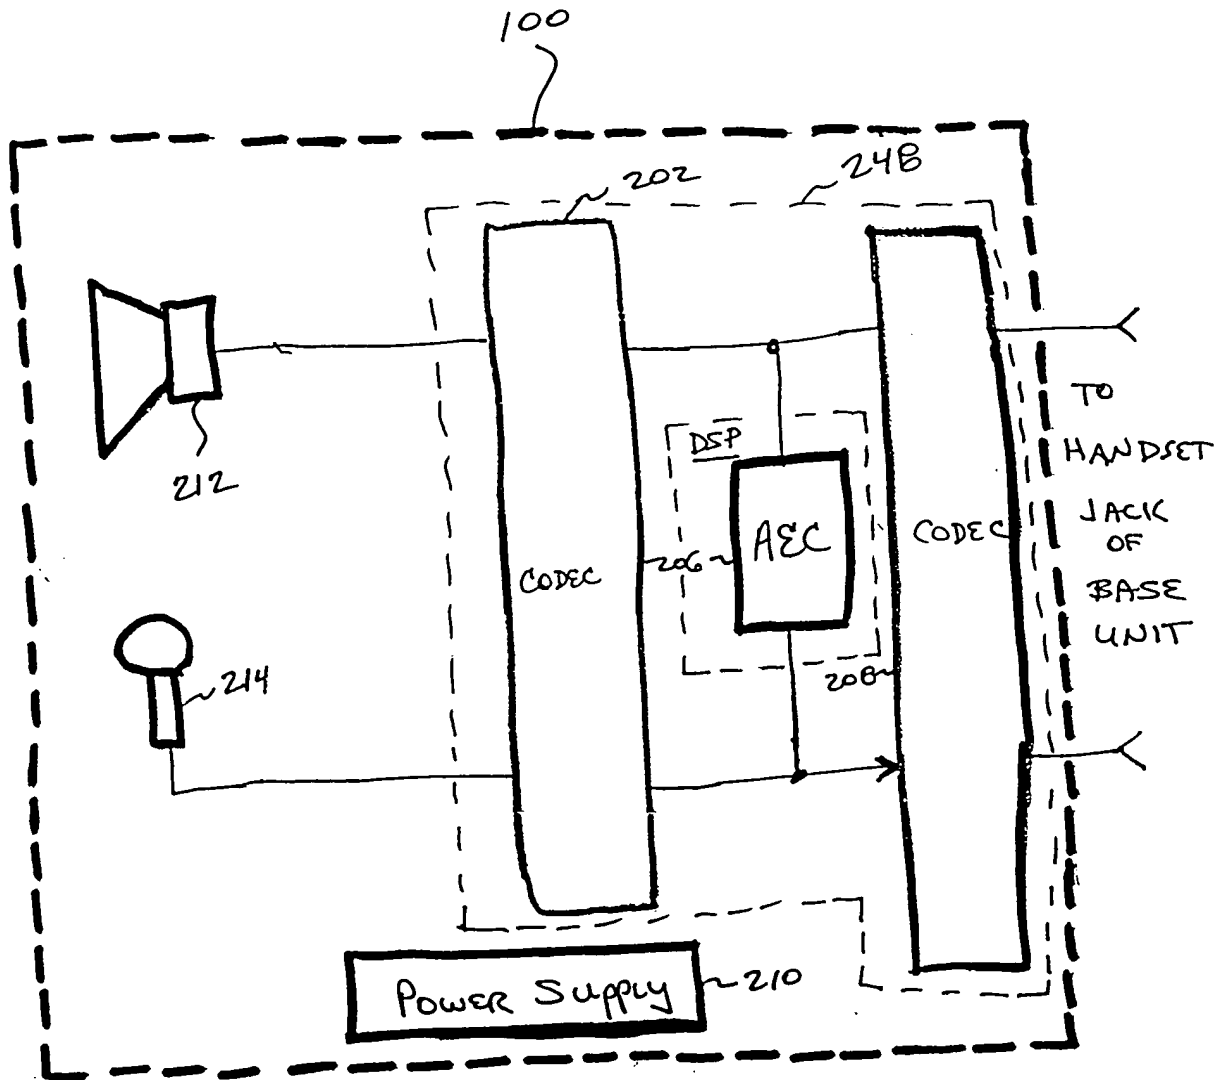 100
202
248
212
DSP
AEC
206
CODEC
CODEC
208
214
TO
HANDSET
JACK
OF
BASE
UNIT
POWER SUPPLY
210